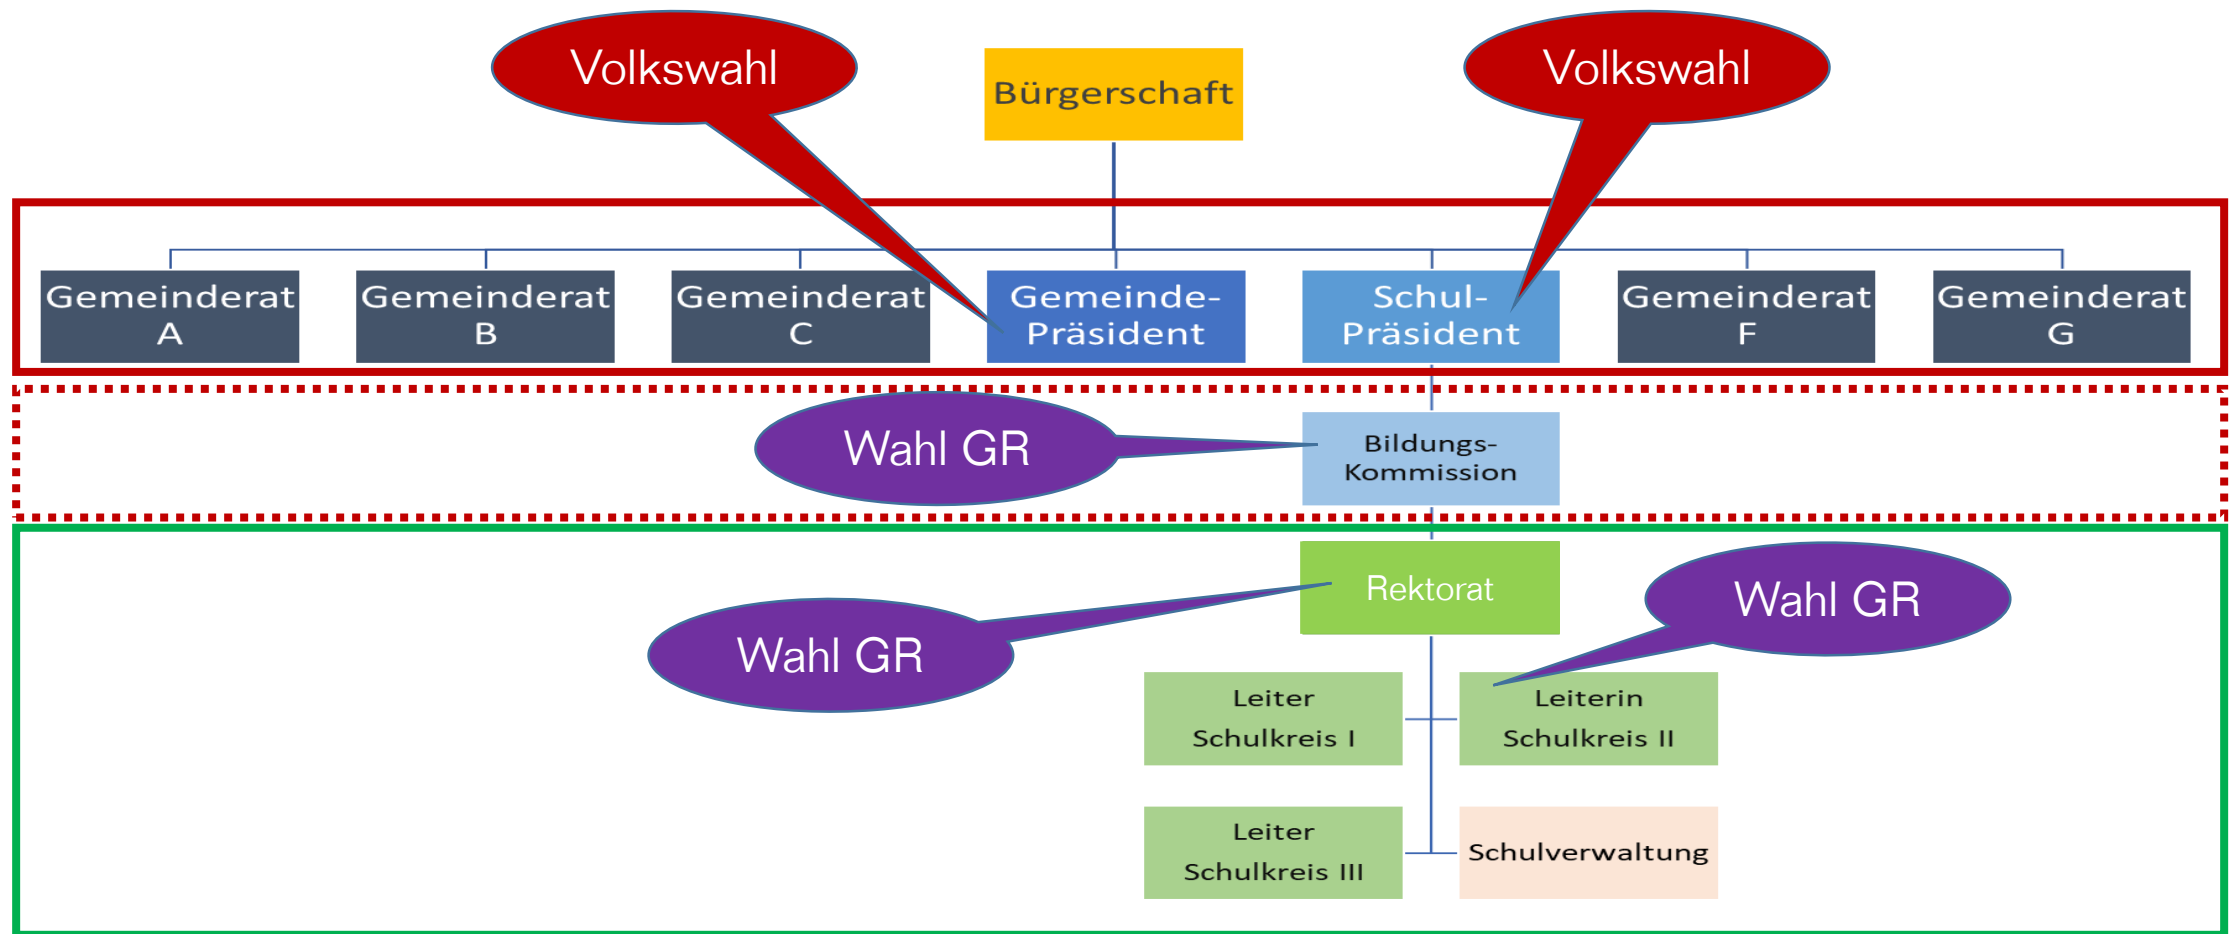 Volkswahl
Bürgerschaft
Volkswahl
Gemeinderat
A
Gemeinderat
B
Gemeinderat
C
Gemeinde-
Präsident
Schul-
Präsident
Gemeinderat
F
Gemeinderat
G
Wahl GR
Bildungs-
Kommission
Rektorat
Wahl GR
Wahl GR
Leiter
Schulkreis I
Leiterin
Schulkreis II
Leiter
Schulkreis III
Schulverwaltung